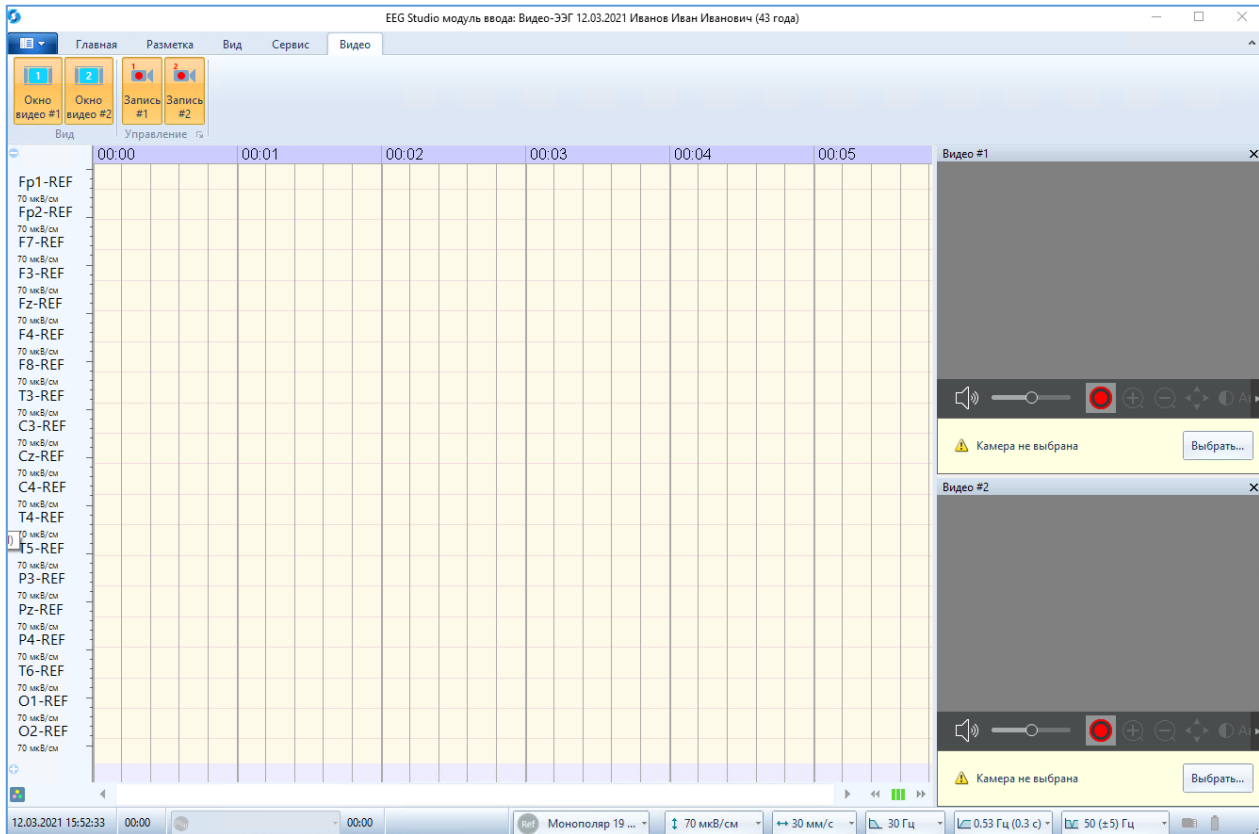 EEG Studio модуль ввода: Видео-ЭЭГ 12.03.2021 Иванов Иван Иванович (43 года)
Главная Разметка Вид Сервис Видео
1 2 1 2
Окно видео #1
Окно видео #2
Запись #1
Запись #2
Вид Управление
00:00 00:01 00:02 00:03 00:04 00:05
Fp1-REF
70 мкВ/см
Fp2-REF
70 мкВ/см
F7-REF
70 мкВ/см
F3-REF
70 мкВ/см
Fz-REF
70 мкВ/см
F4-REF
70 мкВ/см
F8-REF
70 мкВ/см
T3-REF
70 мкВ/см
C3-REF
70 мкВ/см
Cz-REF
70 мкВ/см
C4-REF
70 мкВ/см
T4-REF
70 мкВ/см
T5-REF
70 мкВ/см
P3-REF
70 мкВ/см
Pz-REF
70 мкВ/см
P4-REF
70 мкВ/см
T6-REF
70 мкВ/см
O1-REF
70 мкВ/см
O2-REF
70 мкВ/см
Видео #1
Камера не выбрана Выбрать...
Видео #2
Камера не выбрана Выбрать...
12.03.2021 15:52:33 00:00 00:00 Ref Монополяр 19 ... 70 мкВ/см 30 мм/с 30 Гц 0.53 Гц (0.3 с) 50 (±5) Гц